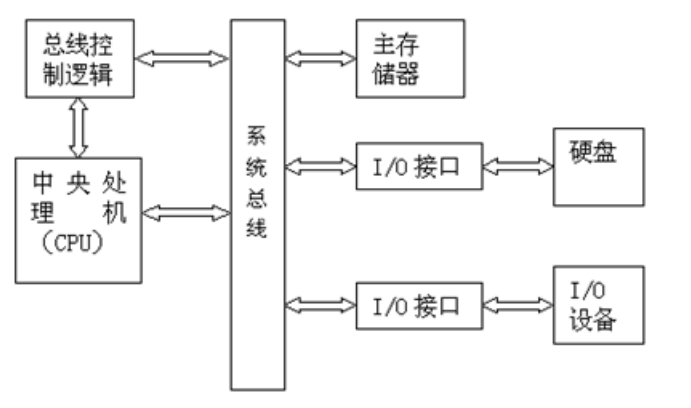 总线控
制逻辑
主存
储器
系
统
总
线
I/O 接口
硬盘
中央处
理机
（CPU）
I/O 接口
I/O
设备